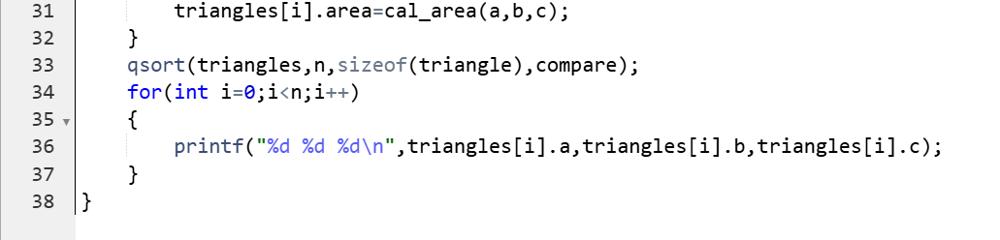 31 triangles[i].area=cal_area(a,b,c);
32 }
33 qsort(triangles,n,sizeof(triangle),compare);
34 for(int i=0;i<n;i++)
35 {
36 printf("%d %d %d\n",triangles[i].a,triangles[i].b,triangles[i].c);
37 }
38 }